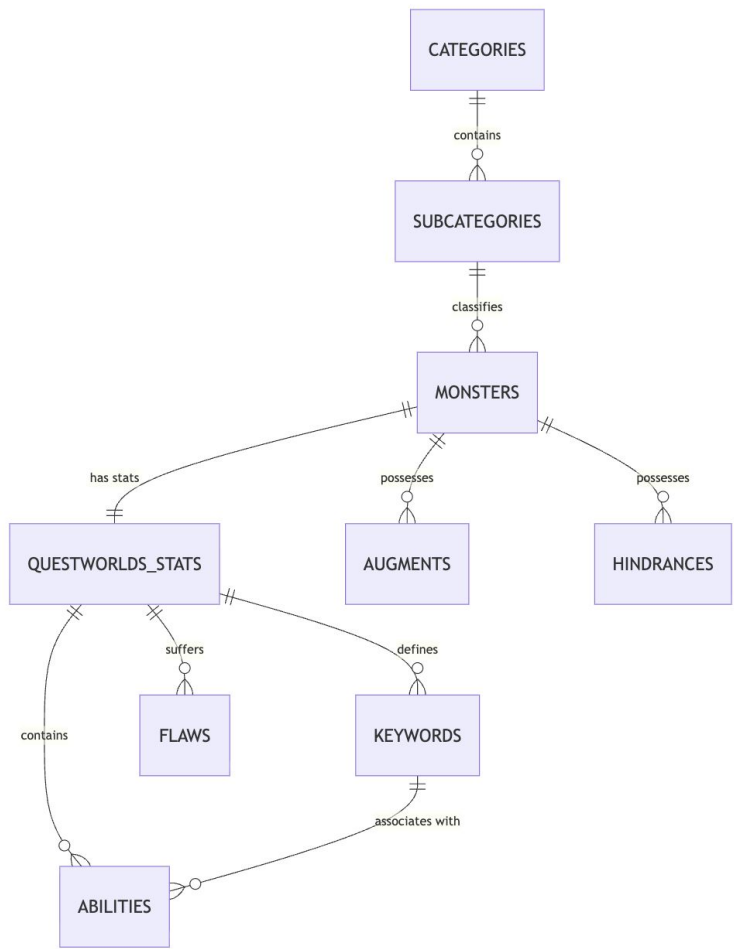 CATEGORIES
contains
SUBCATEGORIES
classifies
MONSTERS
has stats
possesses
possesses
QUESTWORLDS_STATS
AUGMENTS
HINDRANCES
suffers
defines
contains
FLAWS
KEYWORDS
associates with
ABILITIES